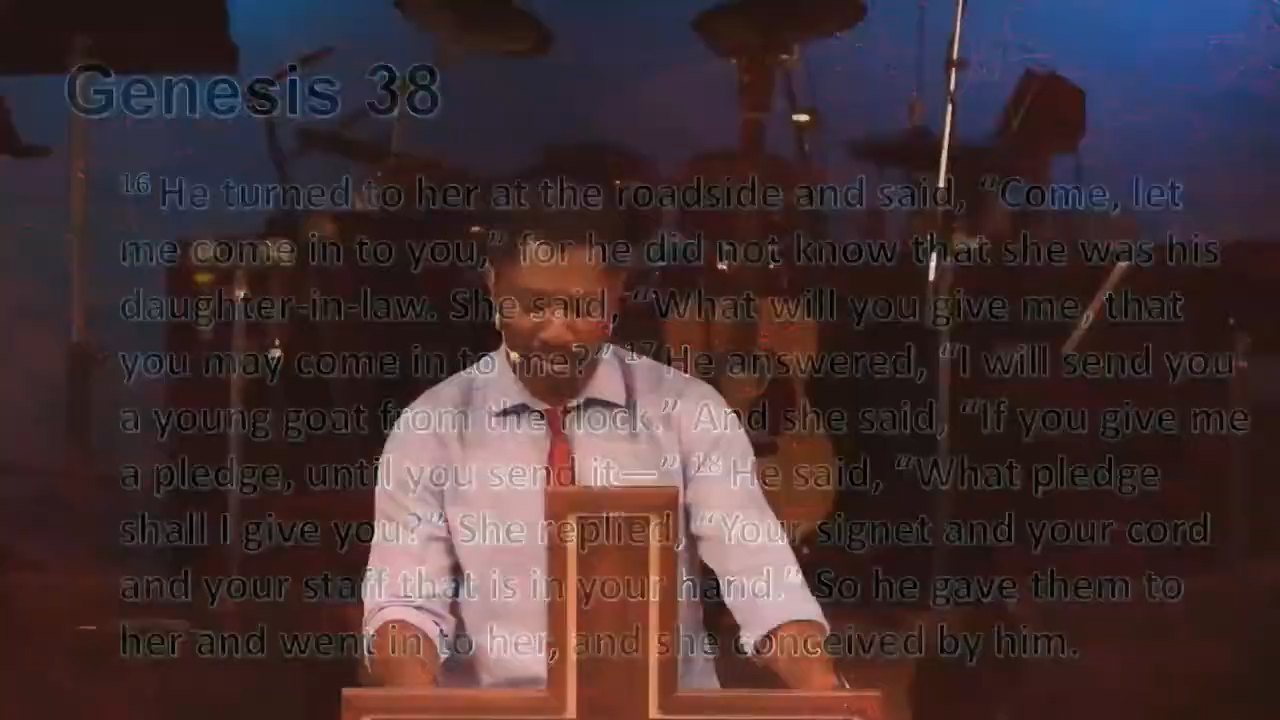 Genesis 38
16 He turned to her at the roadside and said, “Come, let
me come in to you,” for he did not know that she was his
daughter-in-law. She said, “What will you give me, that
you may come in to me?” 17 He answered, “I will send you
a young goat from the flock.” And she said, “If you give me
a pledge, until you send it—” 18 He said, “What pledge
shall I give you?” She replied, “Your signet and your cord
and your staff that is in your hand.” So he gave them to
her and went in to her, and she conceived by him.